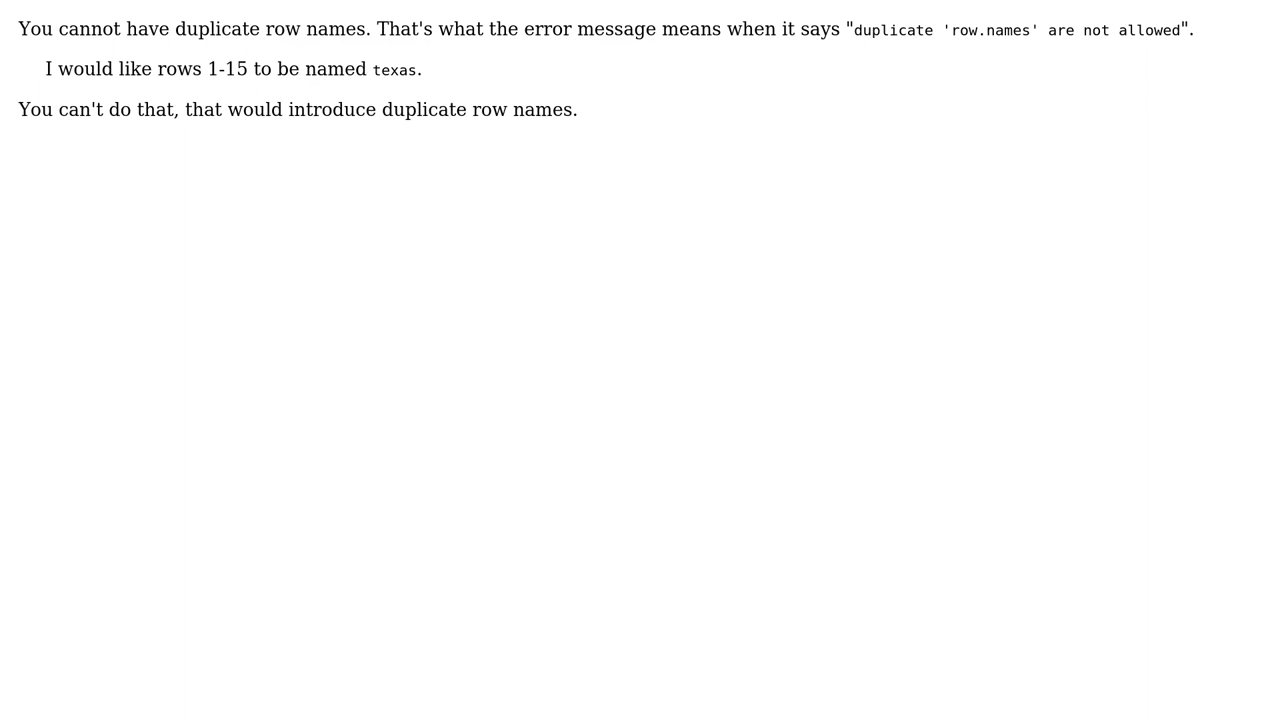 You cannot have duplicate row names. That's what the error message means when it says "duplicate 'row.names' are not allowed".
I would like rows 1-15 to be named texas.
You can't do that, that would introduce duplicate row names.